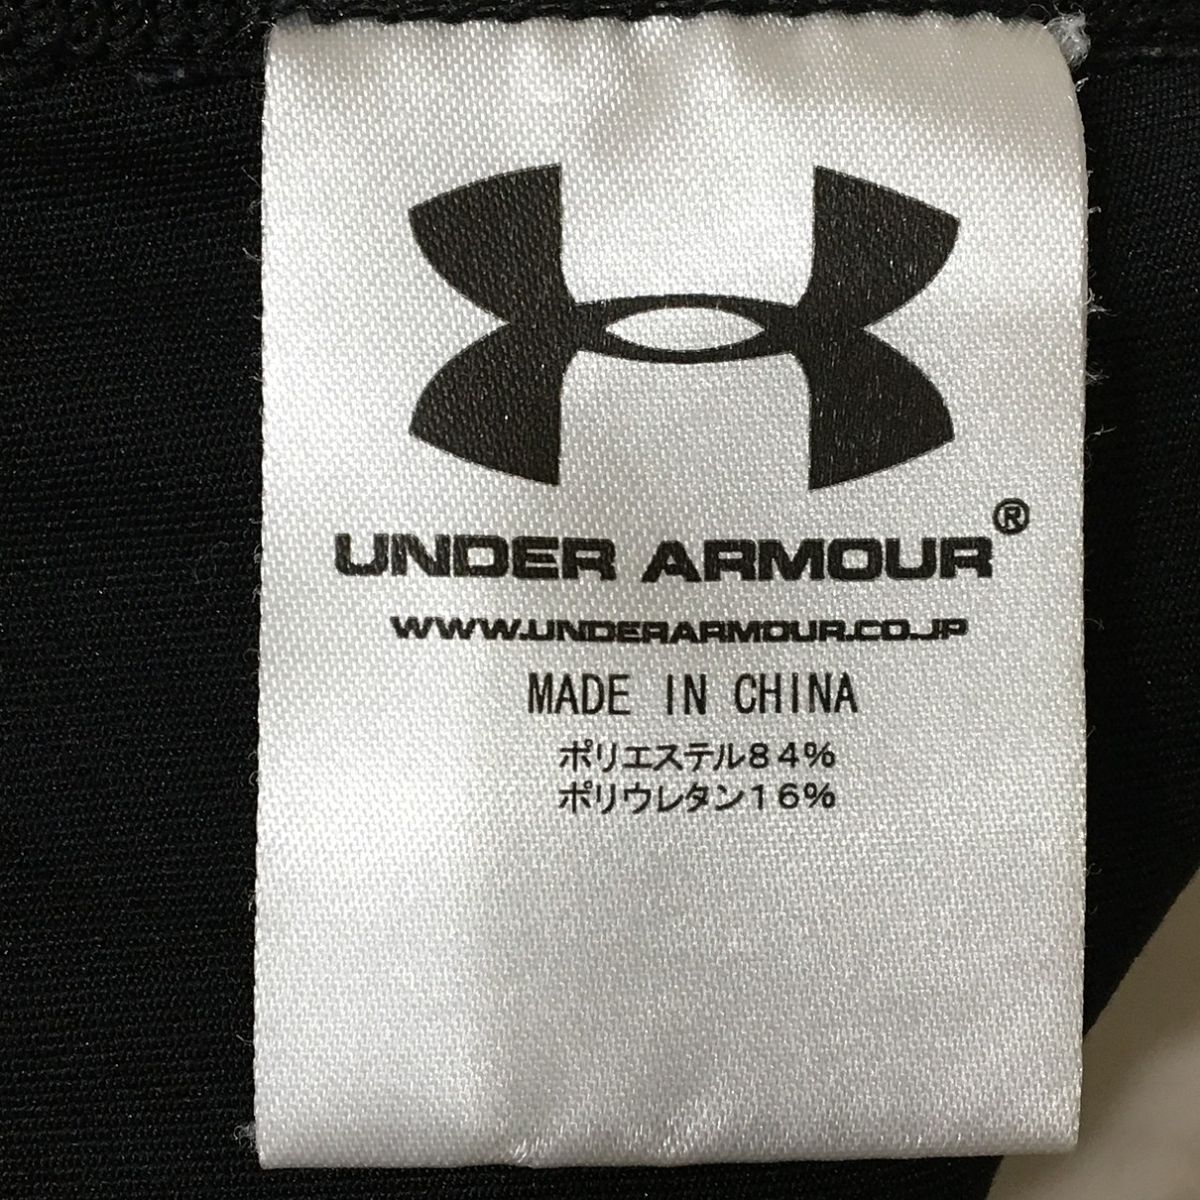 UNDER ARMOUR®
WWW.UNDERARMOUR.CO.JP
MADE IN CHINA
ポリエステル84%
ポリウレタン16%